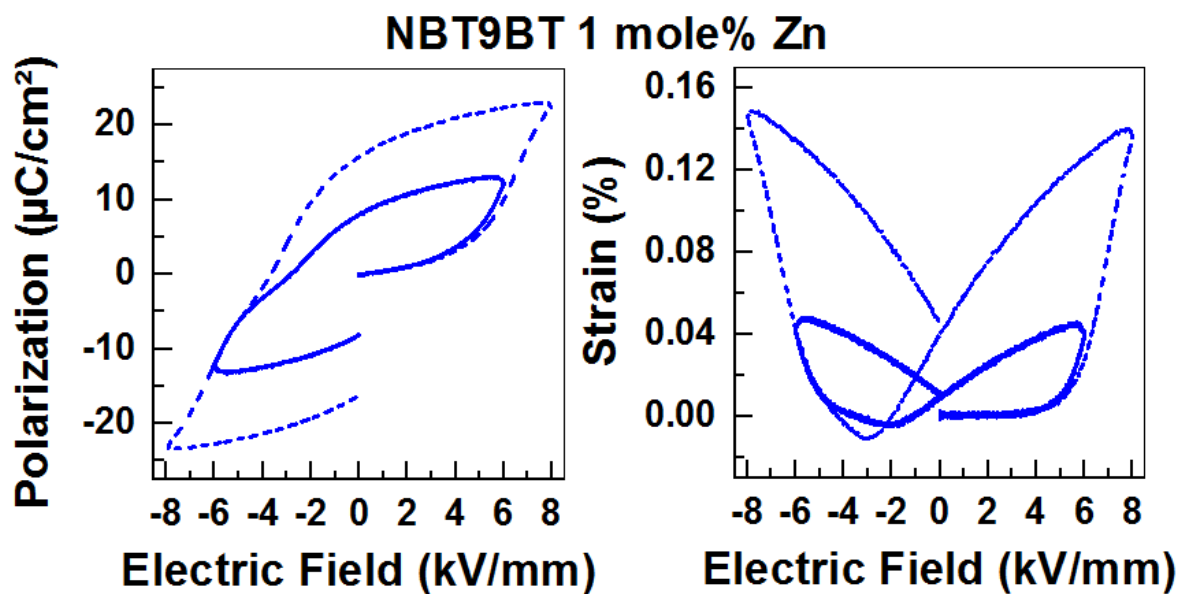 NBT9BT 1 mole% Zn
Polarization (µC/cm²)
20
10
0
-10
-20
-8 -6 -4 -2 0 2 4 6 8
Electric Field (kV/mm)
Strain (%)
0.16
0.12
0.08
0.04
0.00
-8 -6 -4 -2 0 2 4 6 8
Electric Field (kV/mm)